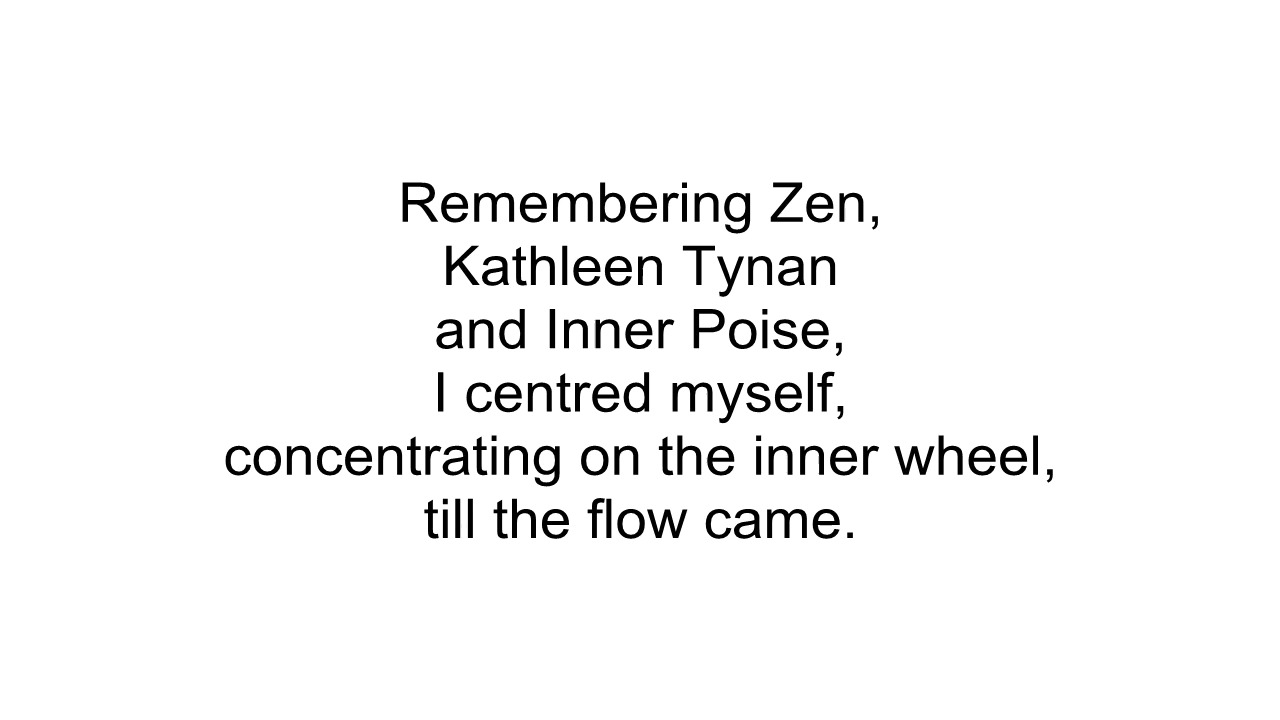 Remembering Zen,
Kathleen Tynan
and Inner Poise,
I centred myself,
concentrating on the inner wheel,
till the flow came.